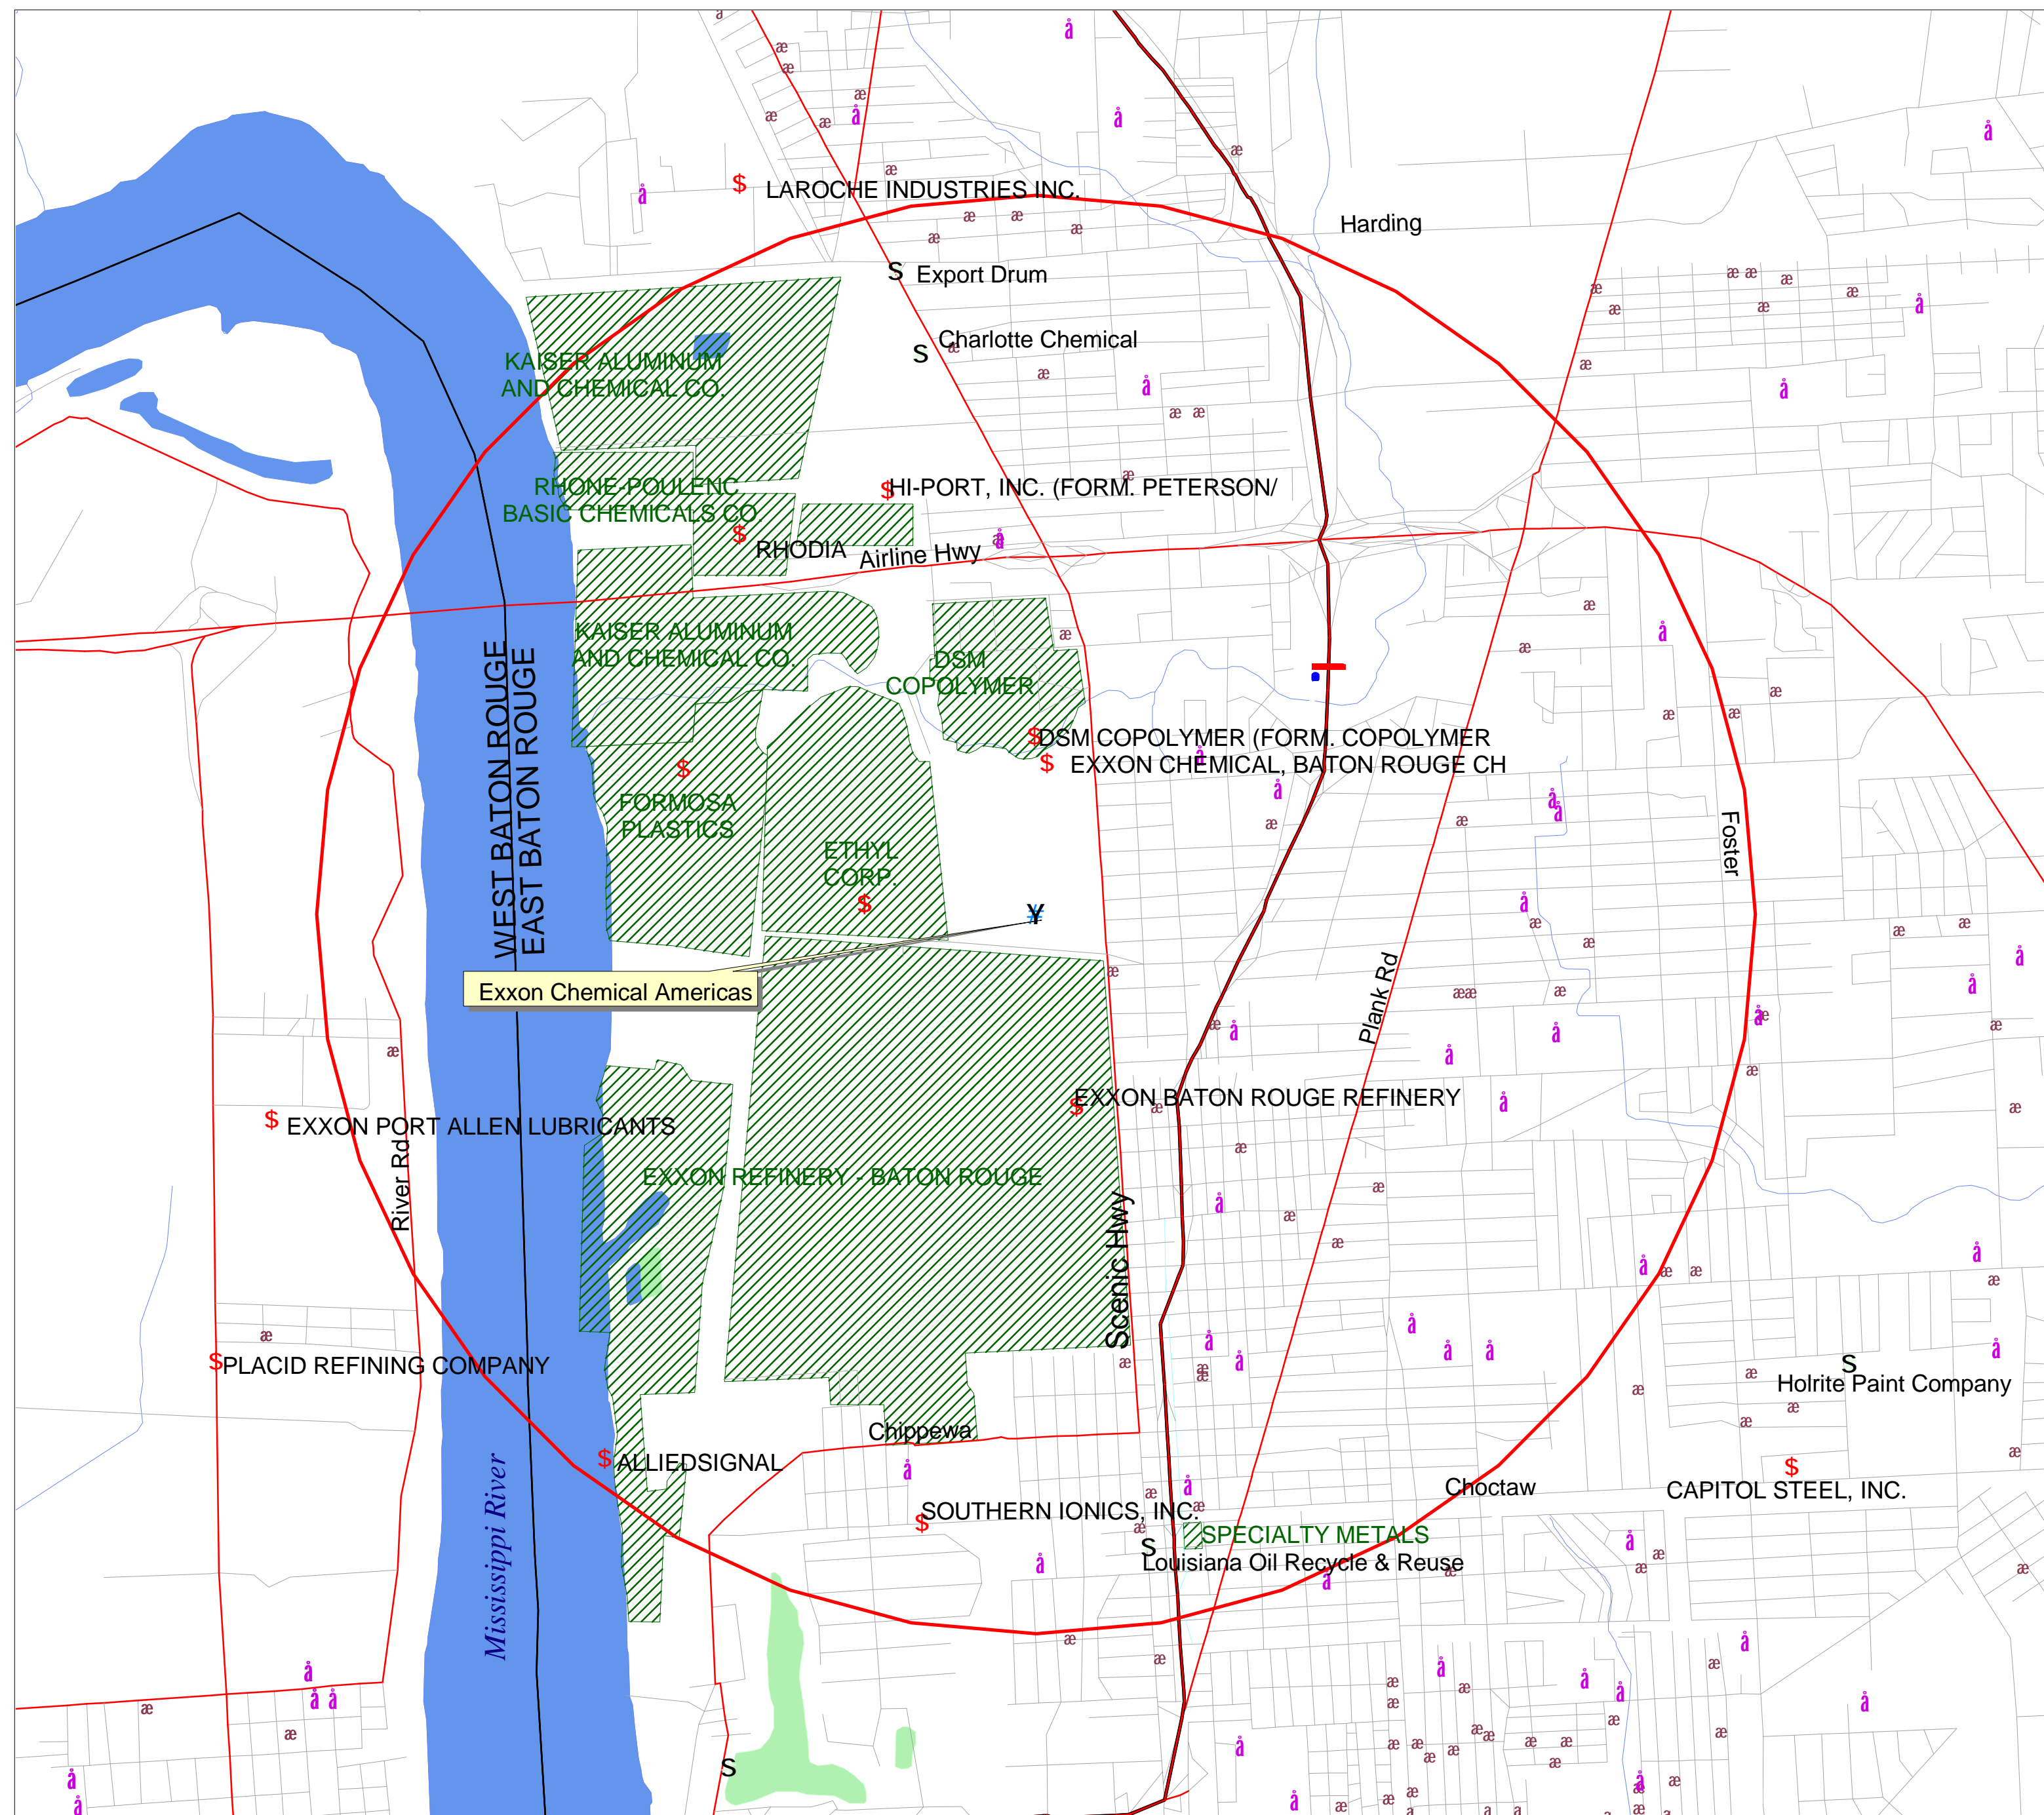 LAROCHE INDUSTRIES INC.
Harding
Export Drum
Charlotte Chemical
KAISER ALUMINUM
AND CHEMICAL CO.
RHONE-POULENC
BASIC CHEMICALS CO
HI-PORT, INC. (FORM. PETERSON/
RHODIA
Airline Hwy
KAISER ALUMINUM
AND CHEMICAL CO.
DSM
COPOLYMER
WEST BATON ROUGE
EAST BATON ROUGE
DSM COPOLYMER (FORM. COPOLYMER
EXXON CHEMICAL, BATON ROUGE CH
FORMOSA
PLASTICS
ETHYL
CORP.
Foster
Exxon Chemical Americas
Plank Rd
EXXON BATON ROUGE REFINERY
EXXON PORT ALLEN LUBRICANTS
River Rd
EXXON REFINERY - BATON ROUGE
Scenic Hwy
PLACID REFINING COMPANY
Holrite Paint Company
Chippewa
ALLIEDSIGNAL
Choctaw
CAPITOL STEEL, INC.
SOUTHERN IONICS, INC.
SPECIALTY METALS
Louisiana Oil Recycle & Reuse
Mississippi River